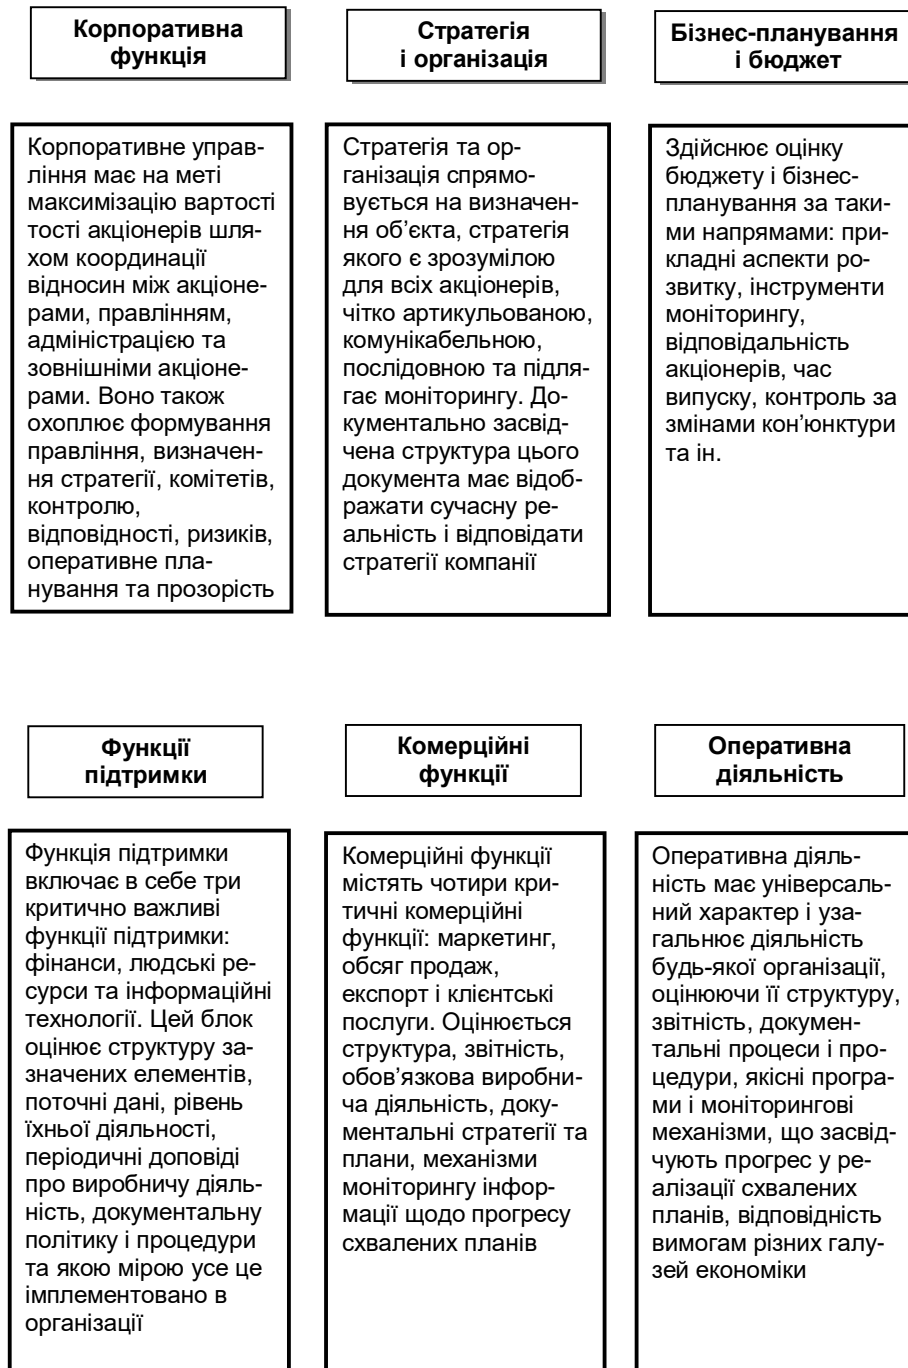 Корпоративна
функція
Стратегія
і організація
Бізнес-планування
і бюджет
Корпоративне управ-
ління має на меті
максимізацію вартості
тості акціонерів шля-
хом координації
відносин між акціоне-
рами, правлінням,
адміністрацією та
зовнішніми акціоне-
рами. Воно також
охоплює формування
правління, визначен-
ня стратегії, комітетів,
контролю,
відповідності, ризиків,
оперативне пла-
нування та прозорість
Стратегія та ор-
ганізація спрямо-
вується на визначен-
ня об’єкта, стратегія
якого є зрозумілою
для всіх акціонерів,
чітко артикульованою,
комунікабельною,
послідовною та підля-
гає моніторингу. До-
кументально засвід-
чена структура цього
документа має відоб-
ражати сучасну ре-
альність і відповідати
стратегії компанії
Здійснює оцінку
бюджету і бізнес-
планування за таки-
ми напрямами: при-
кладні аспекти ро-
звитку, інструменти
моніторингу,
відповідальність
акціонерів, час
випуску, контроль за
змінами кон’юнктури
та ін.
Функції
підтримки
Комерційні
функції
Оперативна
діяльність
Функція підтримки
включає в себе три
критично важливі
функції підтримки:
фінанси, людські ре-
сурси та інформаційні
технології. Цей блок
оцінює структуру за-
значених елементів,
поточні дані, рівень
їхньої діяльності,
періодичні доповіді
про виробничу діяль-
ність, документальну
політику і процедури
та якою мірою усе це
імплементовано в
організації
Комерційні функції
містять чотири кри-
тичні комерційні
функції: маркетинг,
обсяг продаж,
експорт і клієнтські
послуги. Оцінюється
структура, звітність,
обов’язкова виробни-
ча діяльність, доку-
ментальні стратегії та
плани, механізми
моніторингу інфор-
мації щодо прогресу
схвалених планів
Оперативна діяль-
ність має універсаль-
ний характер і уза-
гальнює діяльність
будь-якої організації,
оцінюючи її структуру,
звітність, докумен-
тальні процеси і про-
цедури, якісні програ-
ми і моніторингові
механізми, що засвід-
чують прогрес у ре-
алізації схвалених
планів, відповідність
вимогам різних галу-
зей економіки